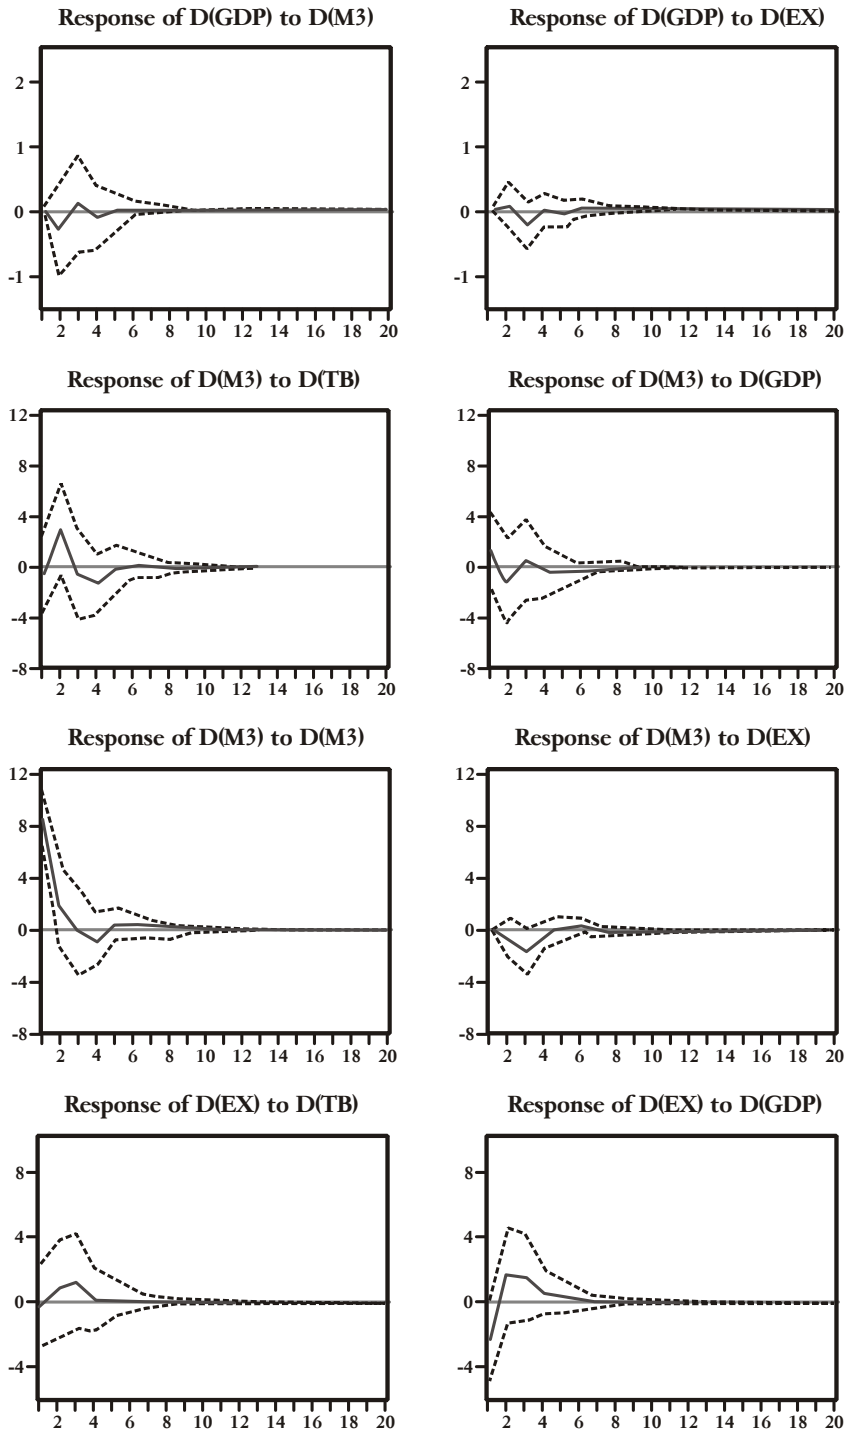 Response of D(GDP) to D(M3)
2
1
0
-1
2 4 6 8 10 12 14 16 18 20
Response of D(GDP) to D(EX)
2
1
0
-1
2 4 6 8 10 12 14 16 18 20
Response of D(M3) to D(TB)
12
8
4
0
-4
-8
2 4 6 8 10 12 14 16 18 20
Response of D(M3) to D(GDP)
12
8
4
0
-4
-8
2 4 6 8 10 12 14 16 18 20
Response of D(M3) to D(M3)
12
8
4
0
-4
-8
2 4 6 8 10 12 14 16 18 20
Response of D(M3) to D(EX)
12
8
4
0
-4
-8
2 4 6 8 10 12 14 16 18 20
Response of D(EX) to D(TB)
8
4
0
-4
2 4 6 8 10 12 14 16 18 20
Response of D(EX) to D(GDP)
8
4
0
-4
2 4 6 8 10 12 14 16 18 20